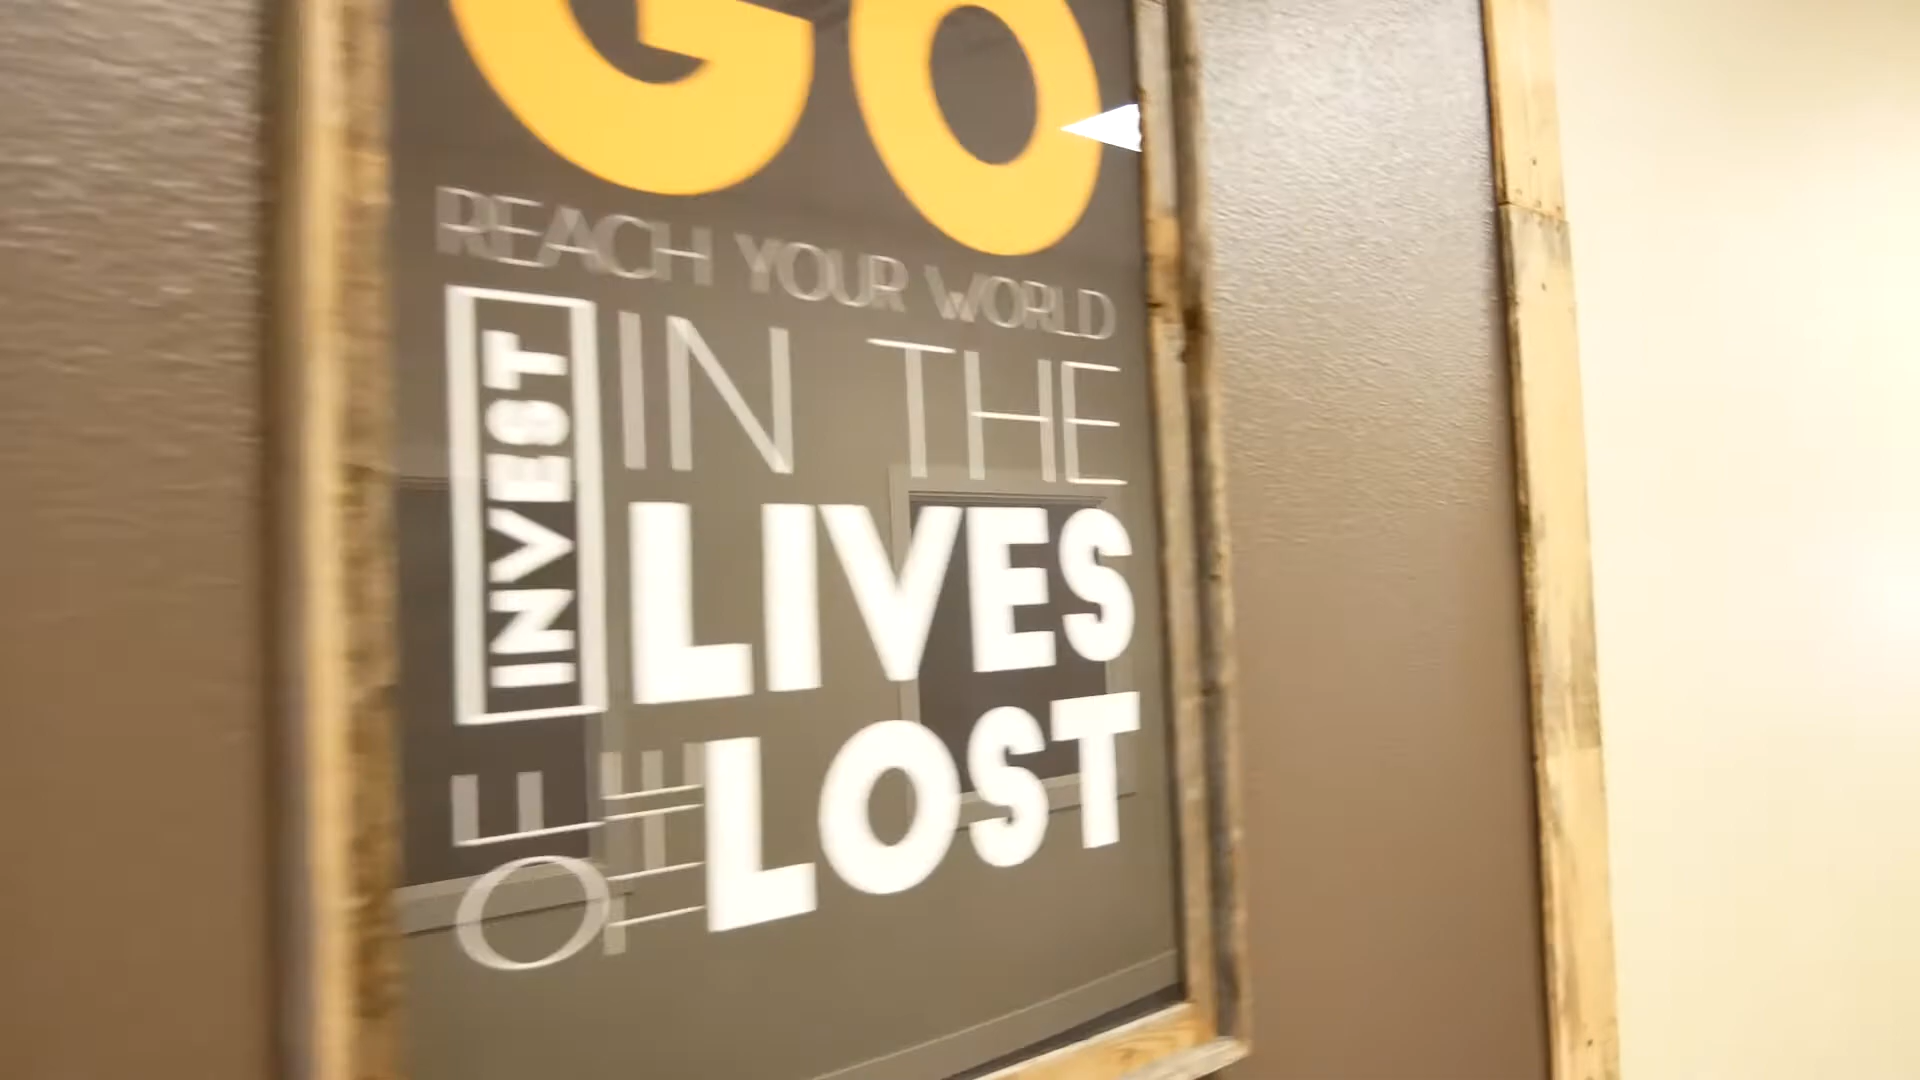 GO
REACH YOUR WORLD
INVEST
IN THE
LIVES
OF THE
LOST